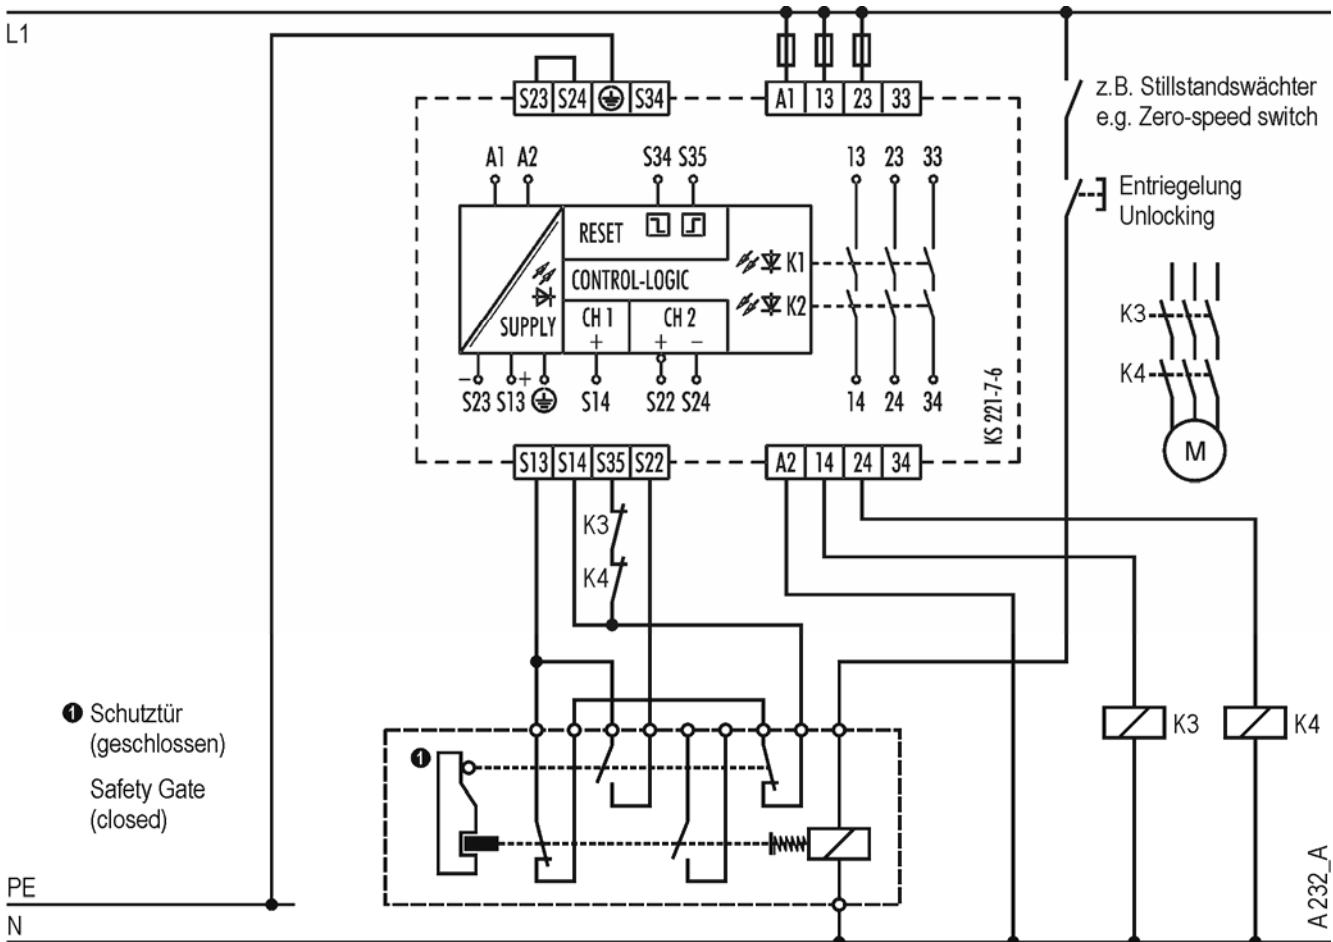 L1
S23 S24 S34
A1 13 23 33
z.B. Stillstandswächter
e.g. Zero-speed switch
A1 A2
S34 S35
13 23 33
Entriegelung
Unlocking
RESET
K1
CONTROL-LOGIC
K2
SUPPLY
CH 1
+
CH 2
+ −
K3
K4
− +
S23 S13
S14
S22 S24
14 24 34
KS 221-7-6
M
S13 S14 S35 S22
A2 14 24 34
K3
K4
K3
K4
1 Schutztür
(geschlossen)
Safety Gate
(closed)
1
PE
N
A 232_A